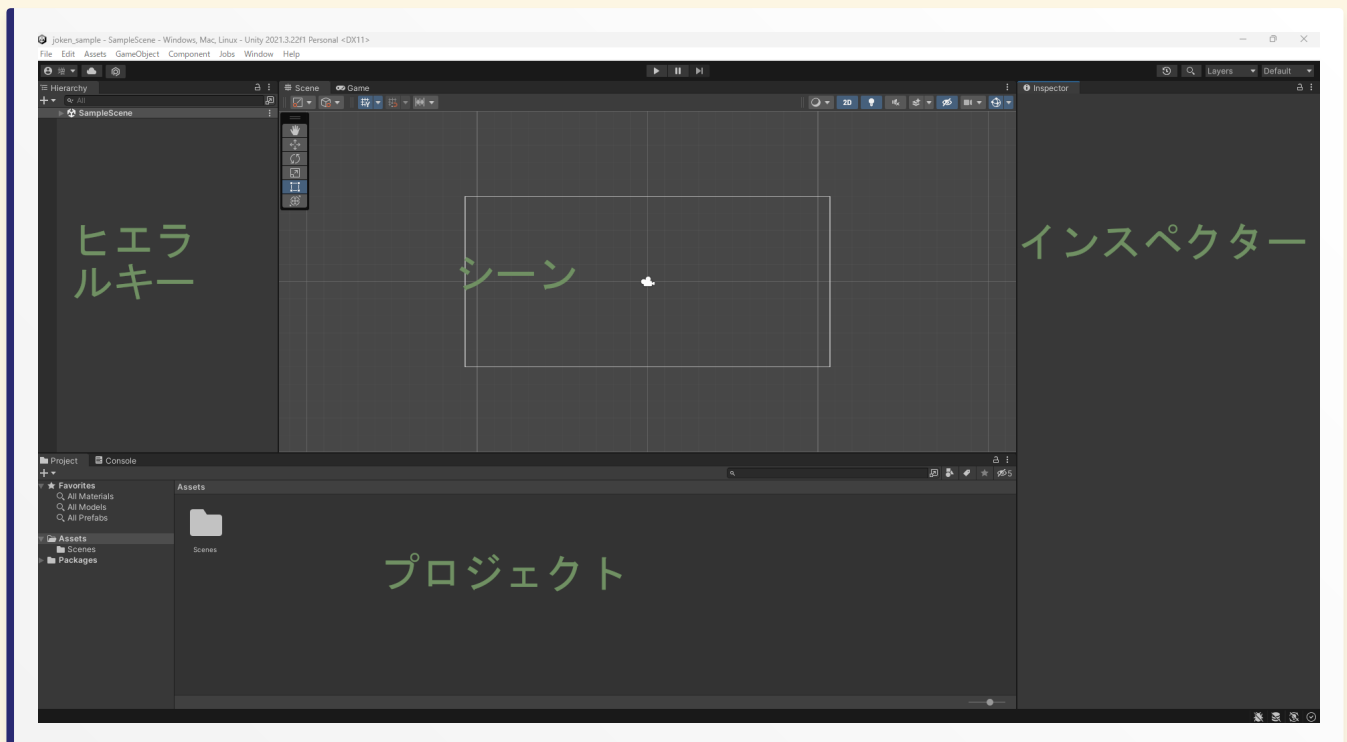 joken_sample - SampleScene - Windows, Mac, Linux - Unity 2021.3.22f1 Personal <DX11>
File Edit Assets GameObject Component Jobs Window Help
Layers Default
Hierarchy
Scene Game
Inspector
All
2D
SampleScene
ヒエラ
ルキー
シーン
インスペクター
Project Console
5
Favorites
All Materials
All Models
All Prefabs
Assets
Scenes
Packages
Assets
Scenes
プロジェクト